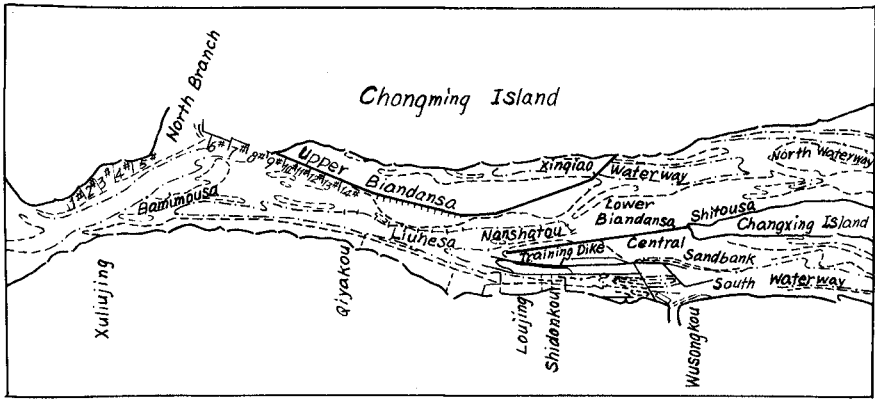 North Branch
Chongming Island
1# 2# 3# 4# 5#
6# 7# 8# 9# 10# 11# 12# 13# 14#
Upper
Biandansa
Xinqiao
Waterway
North Waterway
Baimimousa
Lower
Biandansa
Shitousa
Changxing Island
Liuhesa
Nanshatou
Training Dike
Central
Sandbank
South Waterway
Xuliujing
Qiyakou
Loujing
Shidonkou
Wusongkou